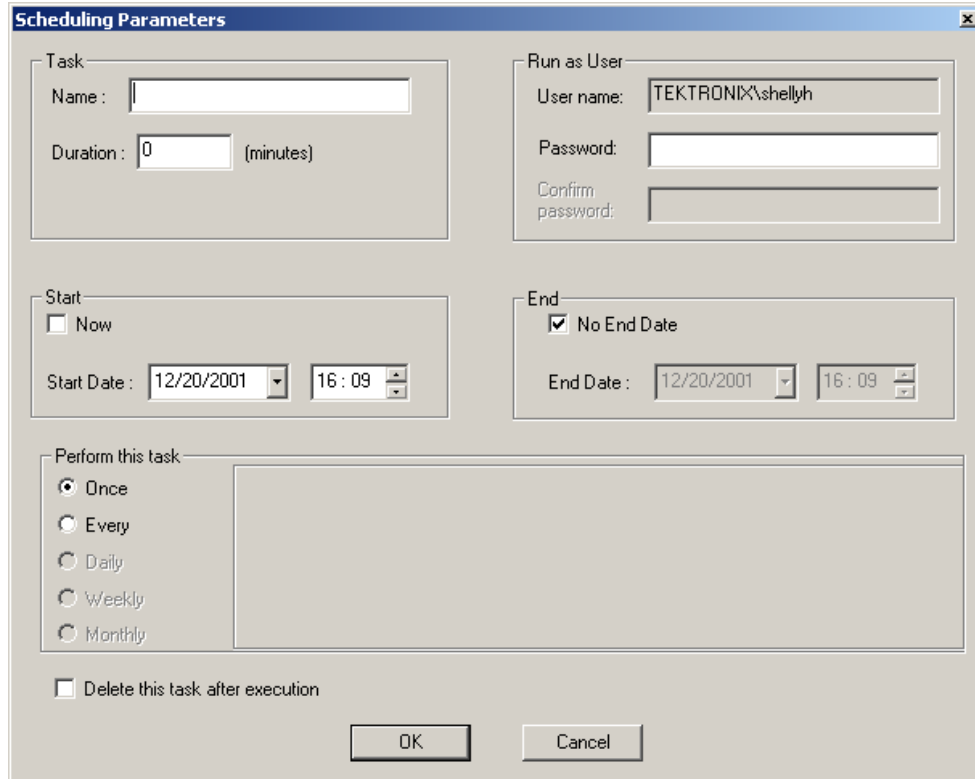 Scheduling Parameters
Task
Name :
Duration : 0 (minutes)
Run as User
User name: TEKTRONIX\shellyh
Password:
Confirm
password:
Start
Now
Start Date : 12/20/2001 16 : 09
End
No End Date
End Date : 12/20/2001 16 : 09
Perform this task
Once
Every
Daily
Weekly
Monthly
Delete this task after execution
OK Cancel